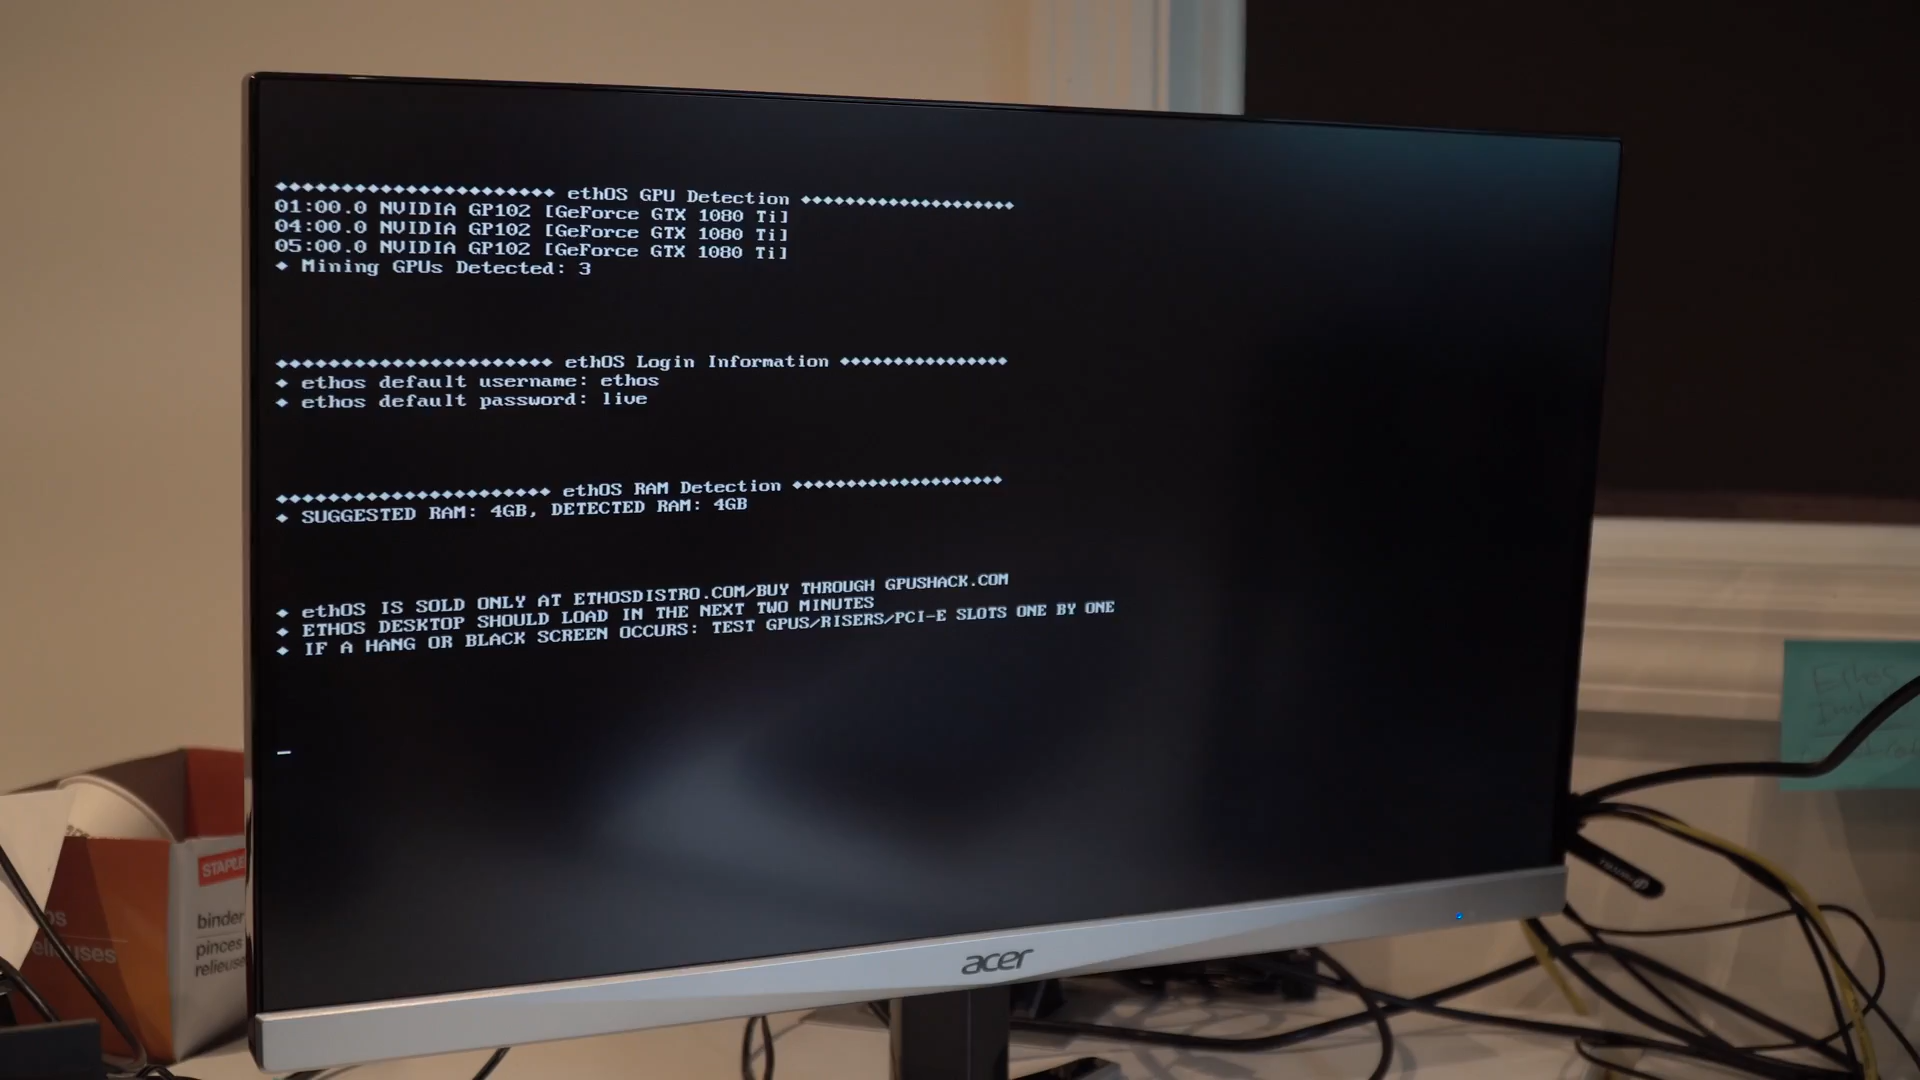 ◆◆◆◆◆◆◆◆◆◆◆◆◆◆◆◆◆◆◆◆◆ ethOS GPU Detection ◆◆◆◆◆◆◆◆◆◆◆◆◆◆◆◆◆◆◆◆
01:00.0 NVIDIA GP102 [GeForce GTX 1080 Ti]
04:00.0 NVIDIA GP102 [GeForce GTX 1080 Ti]
05:00.0 NVIDIA GP102 [GeForce GTX 1080 Ti]
◆ Mining GPUs Detected: 3
◆◆◆◆◆◆◆◆◆◆◆◆◆◆◆◆◆◆◆◆◆ ethOS Login Information ◆◆◆◆◆◆◆◆◆◆◆◆◆◆◆◆
◆ ethos default username: ethos
◆ ethos default password: live
◆◆◆◆◆◆◆◆◆◆◆◆◆◆◆◆◆◆◆◆◆ ethOS RAM Detection ◆◆◆◆◆◆◆◆◆◆◆◆◆◆◆◆◆◆◆◆
◆ SUGGESTED RAM: 4GB, DETECTED RAM: 4GB
◆ ethOS IS SOLD ONLY AT ETHOSDISTRO.COM/BUY THROUGH GPUSHACK.COM
◆ ETHOS DESKTOP SHOULD LOAD IN THE NEXT TWO MINUTES
◆ IF A HANG OR BLACK SCREEN OCCURS: TEST GPUS/RISERS/PCI-E SLOTS ONE BY ONE
_
acer
STAPLE
binder
pinces
relieuse
Ethos